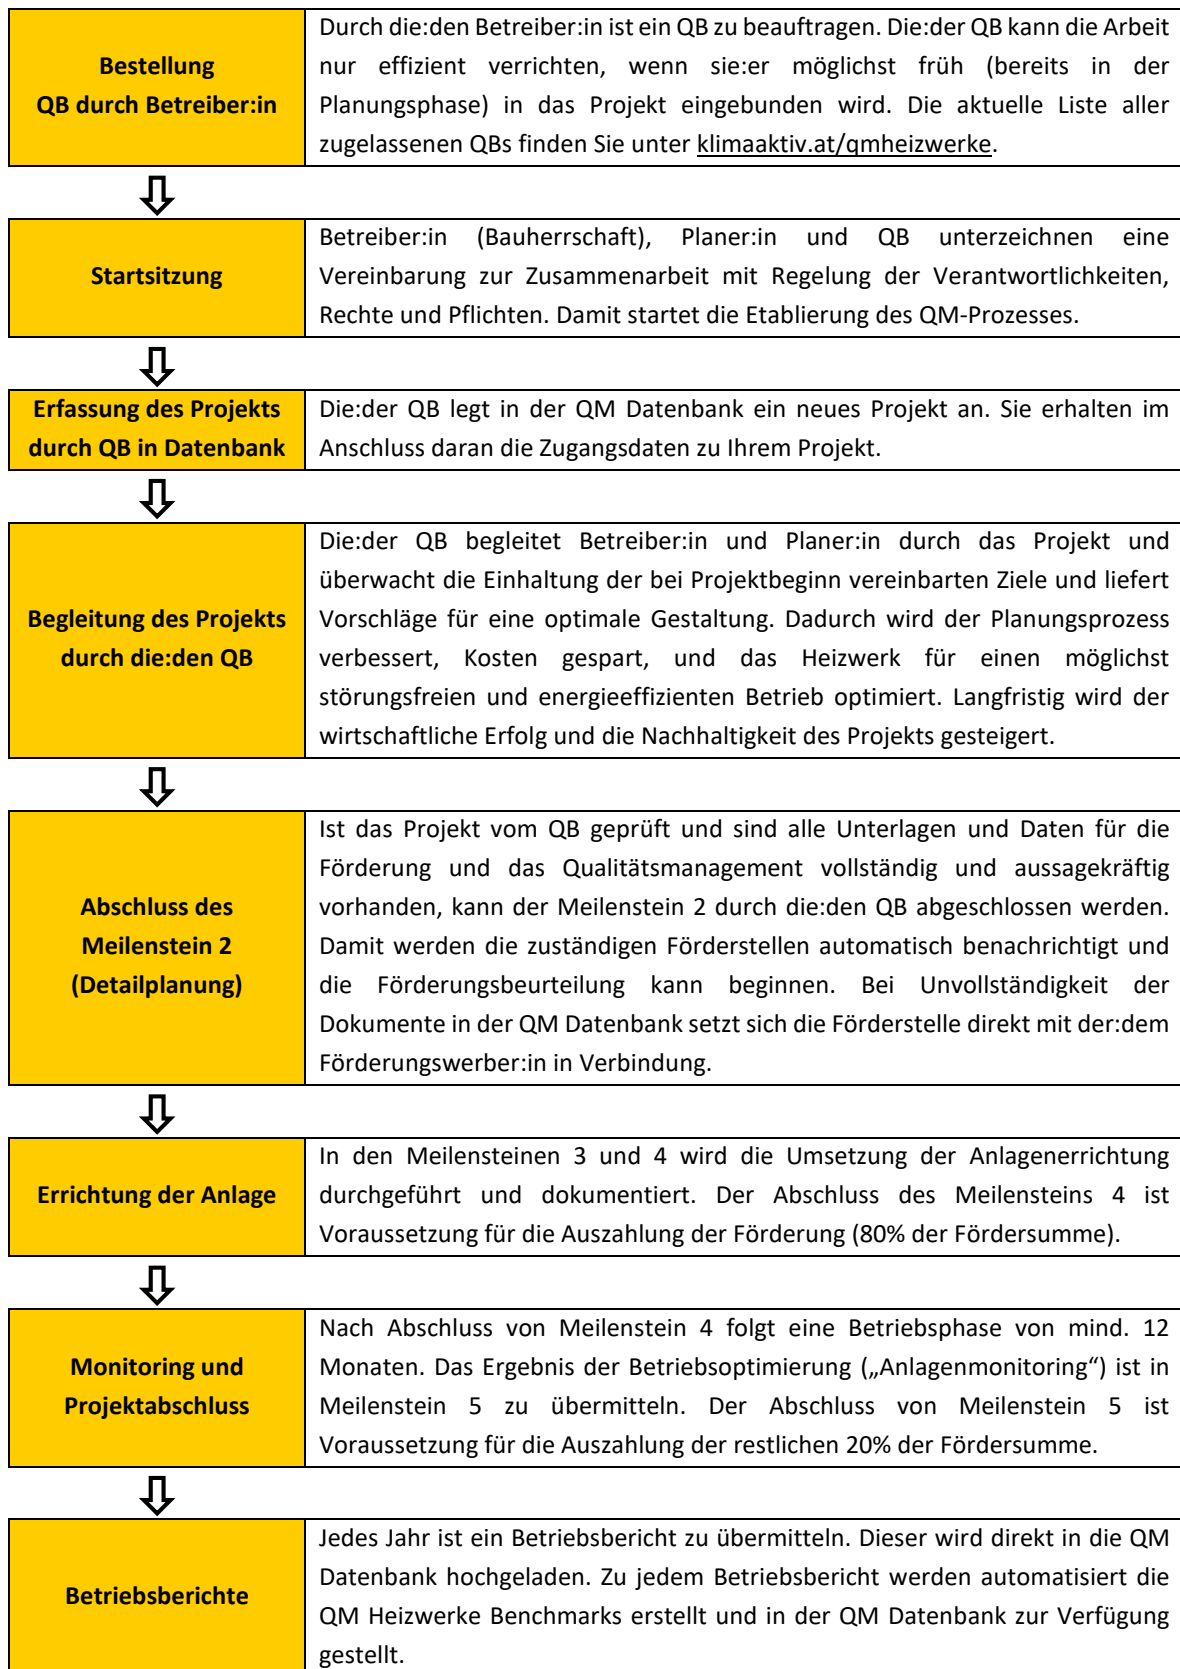 Bestellung
QB durch Betreiber:in
Durch die:den Betreiber:in ist ein QB zu beauftragen. Die:der QB kann die Arbeit
nur effizient verrichten, wenn sie:er möglichst früh (bereits in der
Planungsphase) in das Projekt eingebunden wird. Die aktuelle Liste aller
zugelassenen QBs finden Sie unter klimaaktiv.at/qmheizwerke.
Startsitzung
Betreiber:in (Bauherrschaft), Planer:in und QB unterzeichnen eine
Vereinbarung zur Zusammenarbeit mit Regelung der Verantwortlichkeiten,
Rechte und Pflichten. Damit startet die Etablierung des QM-Prozesses.
Erfassung des Projekts
durch QB in Datenbank
Die:der QB legt in der QM Datenbank ein neues Projekt an. Sie erhalten im
Anschluss daran die Zugangsdaten zu Ihrem Projekt.
Begleitung des Projekts
durch die:den QB
Die:der QB begleitet Betreiber:in und Planer:in durch das Projekt und
überwacht die Einhaltung der bei Projektbeginn vereinbarten Ziele und liefert
Vorschläge für eine optimale Gestaltung. Dadurch wird der Planungsprozess
verbessert, Kosten gespart, und das Heizwerk für einen möglichst
störungsfreien und energieeffizienten Betrieb optimiert. Langfristig wird der
wirtschaftliche Erfolg und die Nachhaltigkeit des Projekts gesteigert.
Abschluss des
Meilenstein 2
(Detailplanung)
Ist das Projekt vom QB geprüft und sind alle Unterlagen und Daten für die
Förderung und das Qualitätsmanagement vollständig und aussagekräftig
vorhanden, kann der Meilenstein 2 durch die:den QB abgeschlossen werden.
Damit werden die zuständigen Förderstellen automatisch benachrichtigt und
die Förderungsbeurteilung kann beginnen. Bei Unvollständigkeit der
Dokumente in der QM Datenbank setzt sich die Förderstelle direkt mit der:dem
Förderungswerber:in in Verbindung.
Errichtung der Anlage
In den Meilensteinen 3 und 4 wird die Umsetzung der Anlagenerrichtung
durchgeführt und dokumentiert. Der Abschluss des Meilensteins 4 ist
Voraussetzung für die Auszahlung der Förderung (80% der Fördersumme).
Monitoring und
Projektabschluss
Nach Abschluss von Meilenstein 4 folgt eine Betriebsphase von mind. 12
Monaten. Das Ergebnis der Betriebsoptimierung („Anlagenmonitoring“) ist in
Meilenstein 5 zu übermitteln. Der Abschluss von Meilenstein 5 ist
Voraussetzung für die Auszahlung der restlichen 20% der Fördersumme.
Betriebsberichte
Jedes Jahr ist ein Betriebsbericht zu übermitteln. Dieser wird direkt in die QM
Datenbank hochgeladen. Zu jedem Betriebsbericht werden automatisiert die
QM Heizwerke Benchmarks erstellt und in der QM Datenbank zur Verfügung
gestellt.